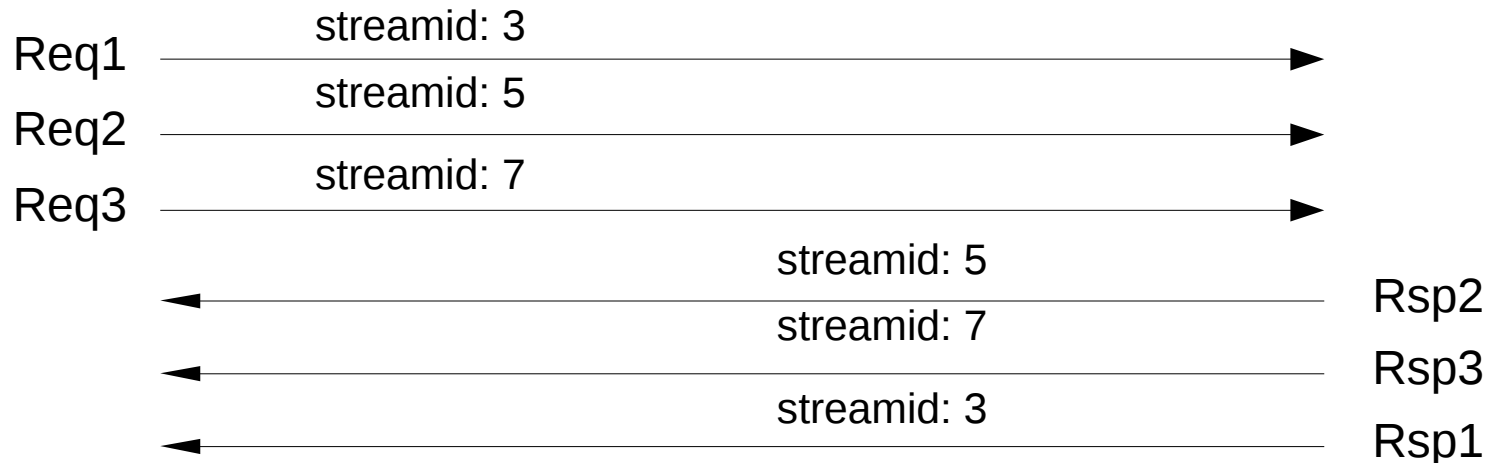 streamid: 3
Req1
streamid: 5
Req2
streamid: 7
Req3
streamid: 5
Rsp2
streamid: 7
Rsp3
streamid: 3
Rsp1